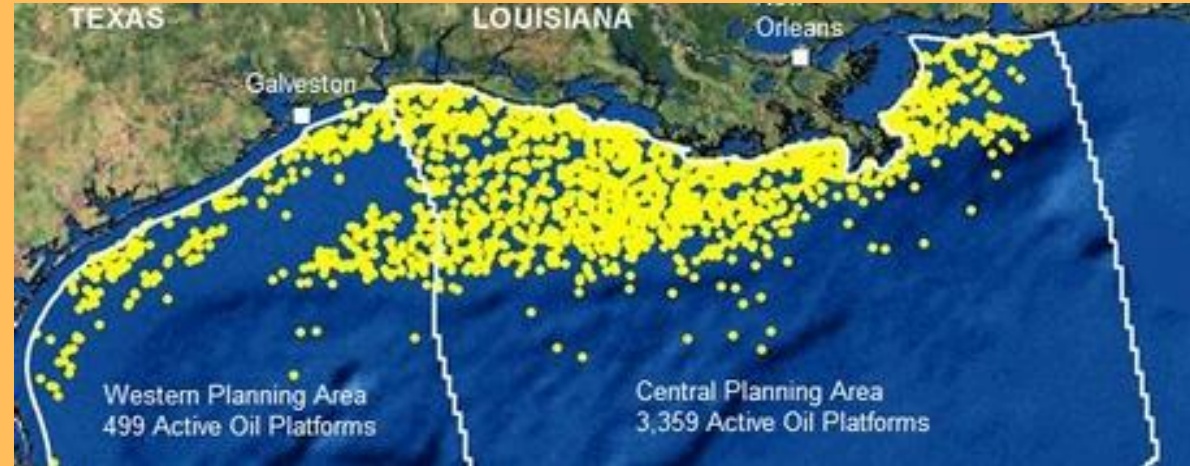 TEXAS
LOUISIANA
Orleans
Galveston
Western Planning Area
499 Active Oil Platforms
Central Planning Area
3,359 Active Oil Platforms